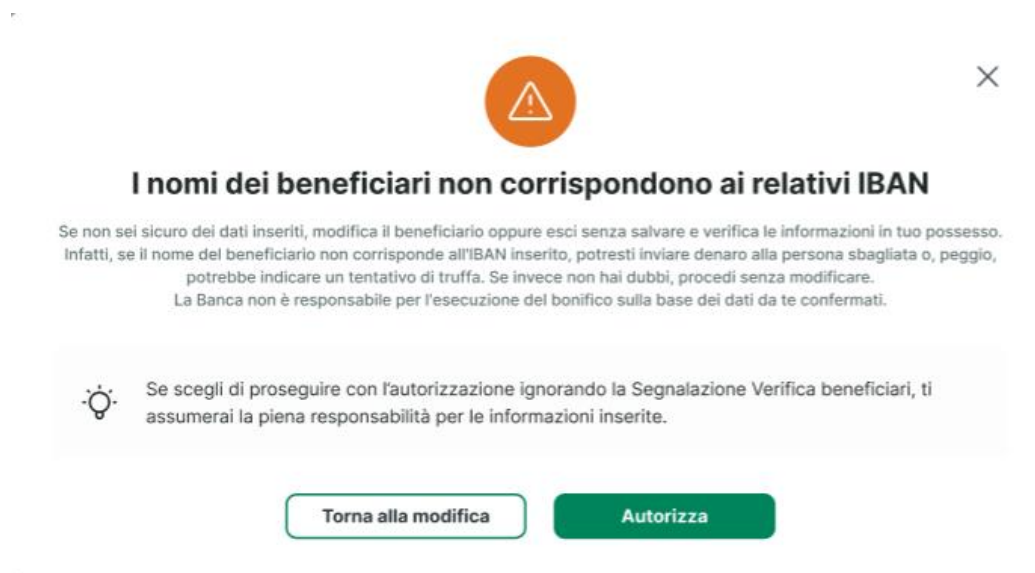 I nomi dei beneficiari non corrispondono ai relativi IBAN
Se non sei sicuro dei dati inseriti, modifica il beneficiario oppure esci senza salvare e verifica le informazioni in tuo possesso.
Infatti, se il nome del beneficiario non corrisponde all'IBAN inserito, potresti inviare denaro alla persona sbagliata o, peggio,
potrebbe indicare un tentativo di truffa. Se invece non hai dubbi, procedi senza modificare.
La Banca non è responsabile per l'esecuzione del bonifico sulla base dei dati da te confermati.
Se scegli di proseguire con l'autorizzazione ignorando la Segnalazione Verifica beneficiari, ti
assumerai la piena responsabilità per le informazioni inserite.
Torna alla modifica
Autorizza